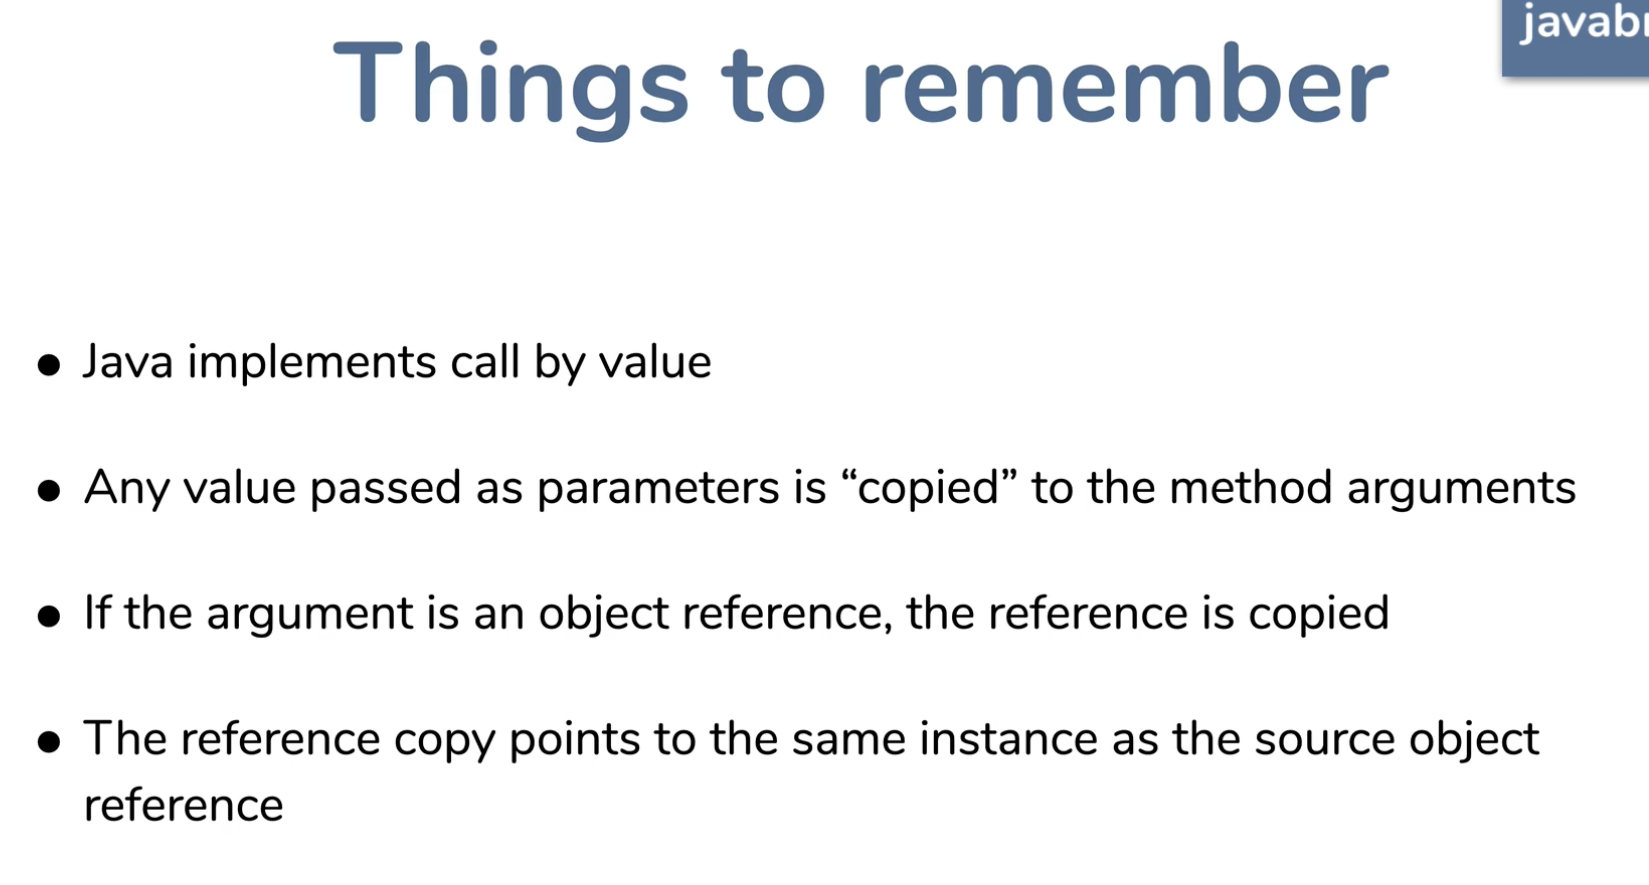 Things to remember
● Java implements call by value
● Any value passed as parameters is “copied” to the method arguments
● If the argument is an object reference, the reference is copied
● The reference copy points to the same instance as the source object
reference